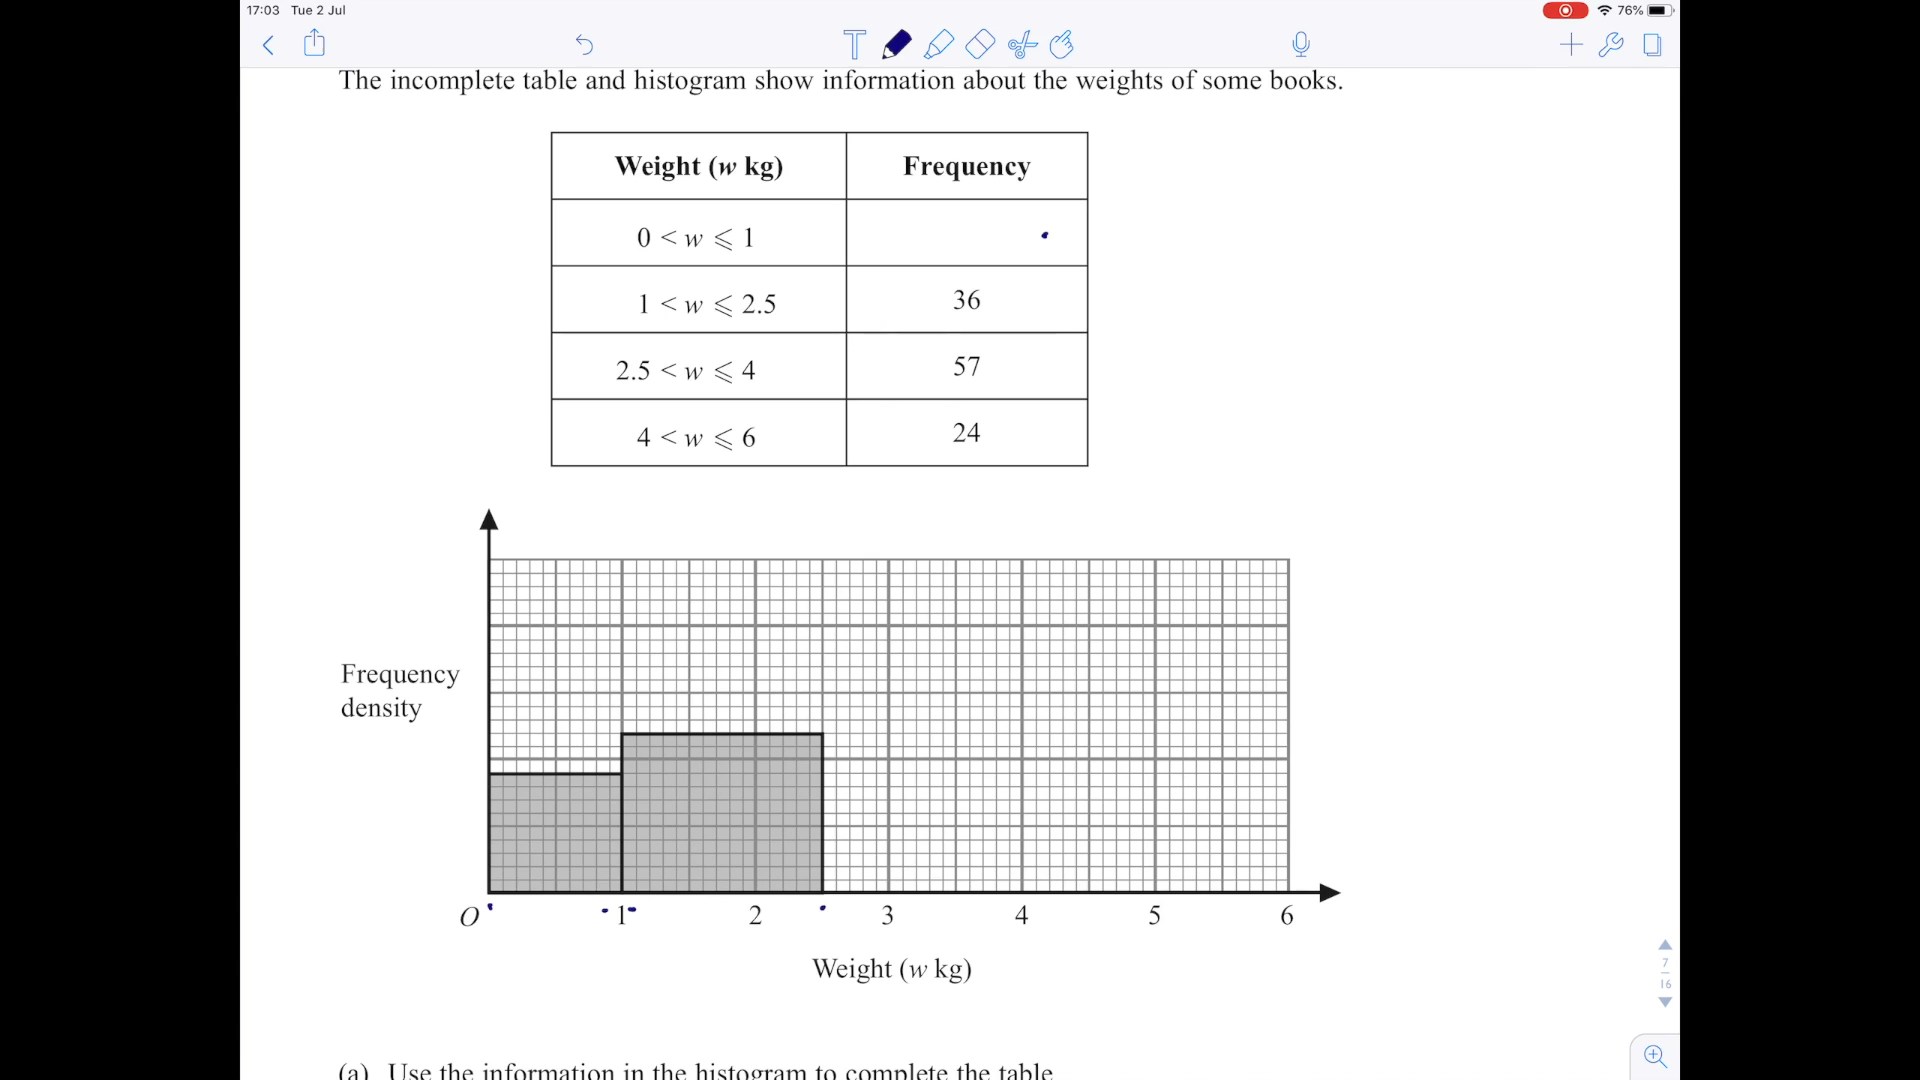 17:03 Tue 2 Jul
76%
The incomplete table and histogram show information about the weights of some books.
Weight (w kg) Frequency
0 < w ⩽ 1
1 < w ⩽ 2.5 36
2.5 < w ⩽ 4 57
4 < w ⩽ 6 24
Frequency
density
O 1 2 3 4 5 6
Weight (w kg)
7
16
(a) Use the information in the histogram to complete the table